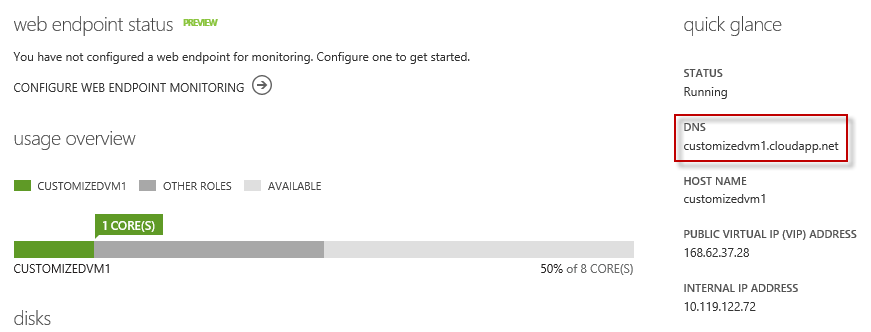 web endpoint status PREVIEW
You have not configured a web endpoint for monitoring. Configure one to get started.
CONFIGURE WEB ENDPOINT MONITORING
usage overview
CUSTOMIZEDVM1 OTHER ROLES AVAILABLE
1 CORE(S)
CUSTOMIZEDVM1 50% of 8 CORE(S)
disks
quick glance
STATUS
Running
DNS
customizedvm1.cloudapp.net
HOST NAME
customizedvm1
PUBLIC VIRTUAL IP (VIP) ADDRESS
168.62.37.28
INTERNAL IP ADDRESS
10.119.122.72